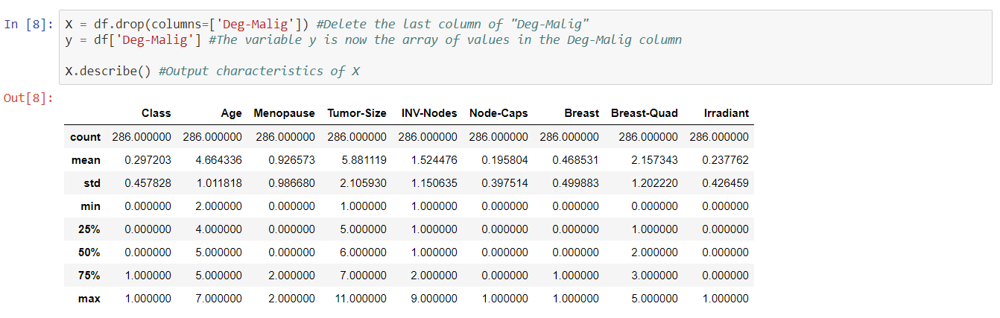 In [8]: X = df.drop(columns=['Deg-Malig']) #Delete the last column of "Deg-Malig"
y = df['Deg-Malig'] #The variable y is now the array of values in the Deg-Malig column
X.describe() #Output characteristics of X
Out[8]:
Class Age Menopause Tumor-Size INV-Nodes Node-Caps Breast Breast-Quad Irradiant
count 286.000000 286.000000 286.000000 286.000000 286.000000 286.000000 286.000000 286.000000 286.000000
mean 0.297203 4.664336 0.926573 5.881119 1.524476 0.195804 0.468531 2.157343 0.237762
std 0.457828 1.011818 0.986680 2.105930 1.150635 0.397514 0.499883 1.202220 0.426459
min 0.000000 2.000000 0.000000 1.000000 1.000000 0.000000 0.000000 0.000000 0.000000
25% 0.000000 4.000000 0.000000 5.000000 1.000000 0.000000 0.000000 1.000000 0.000000
50% 0.000000 5.000000 0.000000 6.000000 1.000000 0.000000 0.000000 2.000000 0.000000
75% 1.000000 5.000000 2.000000 7.000000 2.000000 0.000000 1.000000 3.000000 0.000000
max 1.000000 7.000000 2.000000 11.000000 9.000000 1.000000 1.000000 5.000000 1.000000